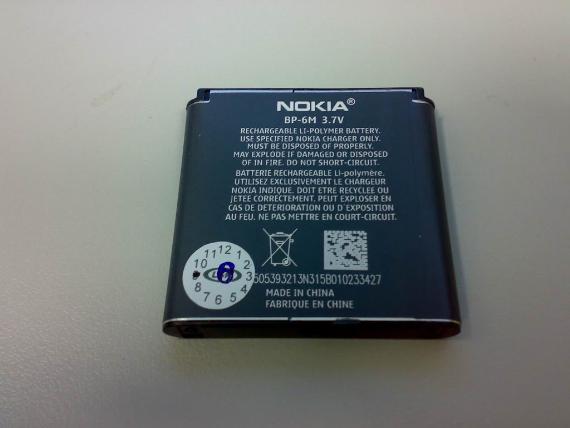 NOKIA®
BP-6M 3.7V
RECHARGEABLE LI-POLYMER BATTERY.
USE SPECIFIED NOKIA CHARGER ONLY.
MUST BE DISPOSED OF PROPERLY.
MAY EXPLODE IF DAMAGED OR DISPOSED
OF IN FIRE. DO NOT SHORT-CIRCUIT.
BATTERIE RECHARGEABLE Li-polymère.
UTILISEZ EXCLUSIVEMENT LE CHARGEUR
NOKIA INDIQUE. DOIT ETRE RECYCLEE OU
JETEE CORRECTEMENT. PEUT EXPLOSER EN
CAS DE DETERIORATION OU DE MISE
AU FEU. NE PAS METTRE EN COURT-CIRCUIT.
11 12 1
10 2
3
8 4
7 6 5
6
605393213N315B010233427
MADE IN CHINA
FABRIQUE EN CHINE